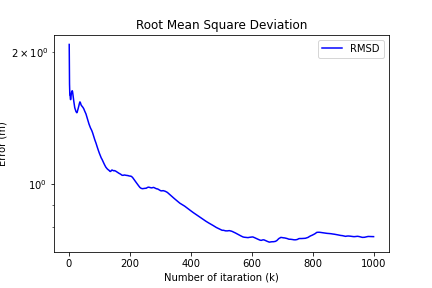 Root Mean Square Deviation
RMSD
2 × 10⁰
10⁰
Error (m)
0
200
400
600
800
1000
Number of itaration (k)